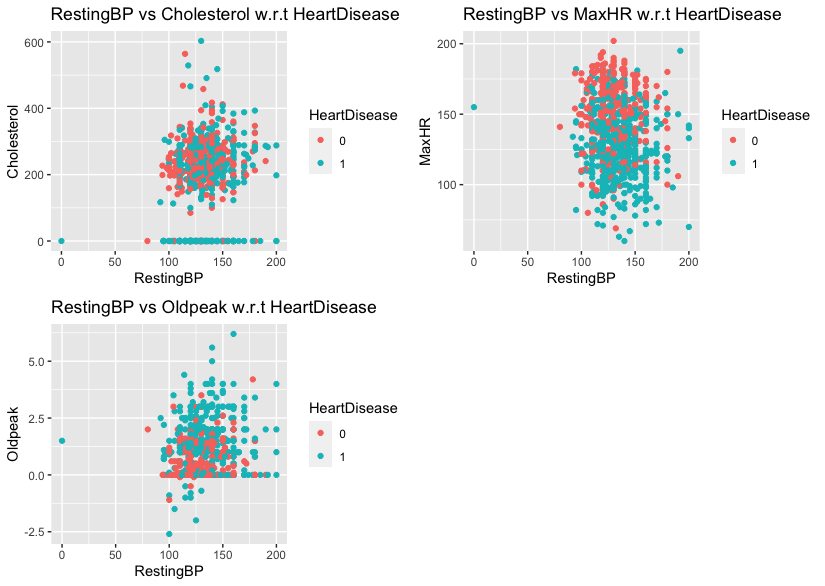 RestingBP vs Cholesterol w.r.t HeartDisease
600
400
200
0
Cholesterol
0 50 100 150 200
RestingBP
HeartDisease
0
1
RestingBP vs MaxHR w.r.t HeartDisease
200
150
100
MaxHR
0 50 100 150 200
RestingBP
HeartDisease
0
1
RestingBP vs Oldpeak w.r.t HeartDisease
5.0
2.5
0.0
-2.5
Oldpeak
0 50 100 150 200
RestingBP
HeartDisease
0
1